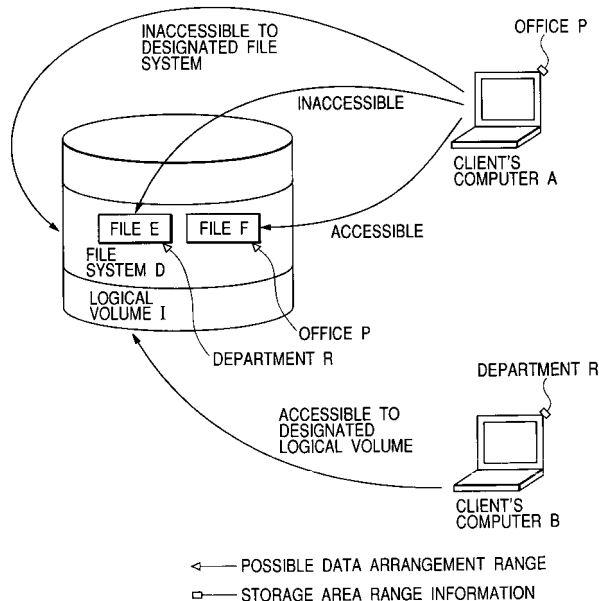 INACCESSIBLE TO
DESIGNATED FILE
SYSTEM
OFFICE P
INACCESSIBLE
CLIENT'S
COMPUTER A
ACCESSIBLE
FILE E
FILE F
FILE
SYSTEM D
LOGICAL
VOLUME I
OFFICE P
DEPARTMENT R
DEPARTMENT R
ACCESSIBLE TO
DESIGNATED
LOGICAL VOLUME
CLIENT'S
COMPUTER B
POSSIBLE DATA ARRANGEMENT RANGE
STORAGE AREA RANGE INFORMATION